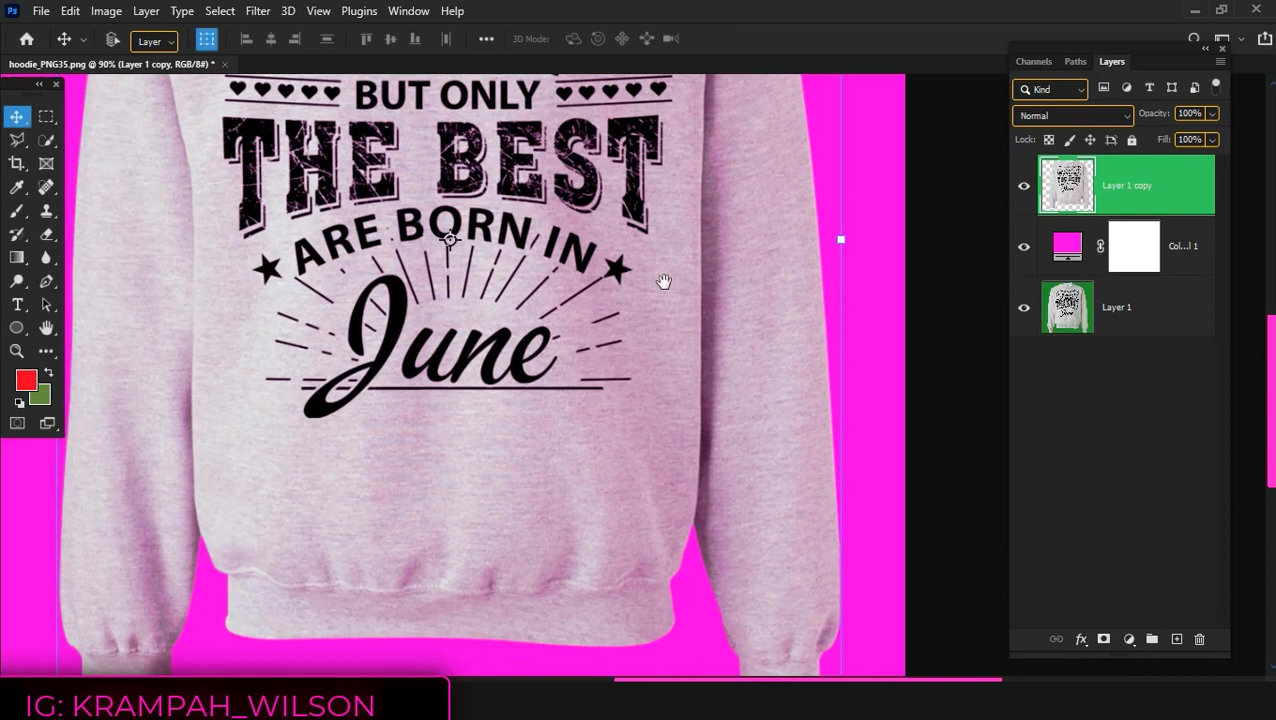 Ps File Edit Image Layer Type Select Filter 3D View Plugins Window Help
Layer 3D Mode:
hoodie_PNG35.png @ 90% (Layer 1 copy, RGB/8#) *
Channels Paths Layers
Kind
Normal Opacity: 100%
Lock: Fill: 100%
Layer 1 copy
Col...l 1
Layer 1
BUT ONLY
THE BEST
ARE BORN IN
June
IG: KRAMPAH_WILSON